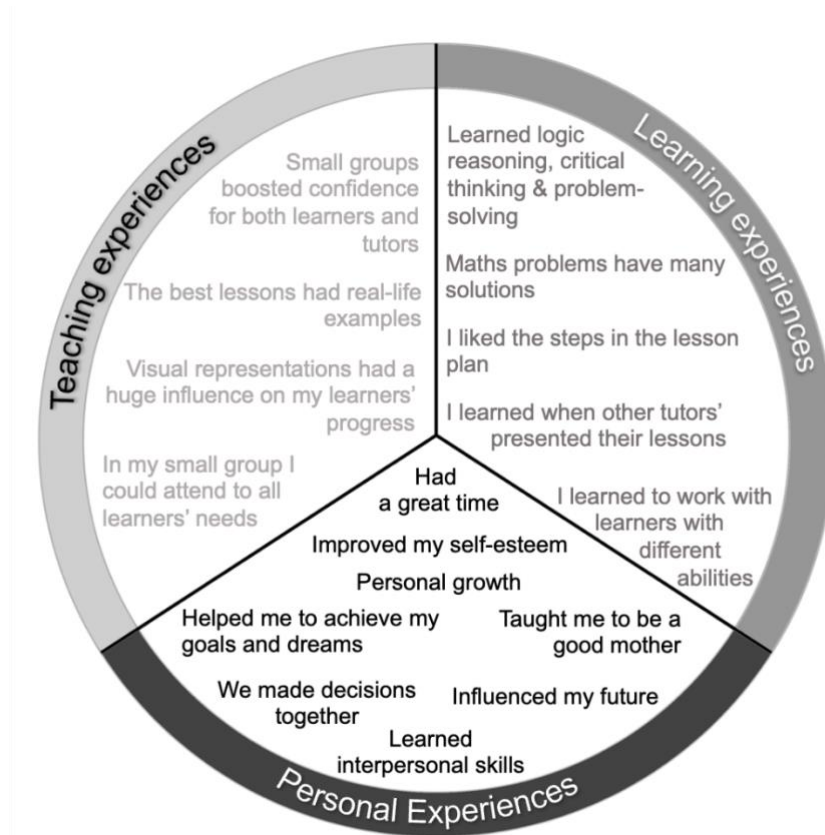 Teaching experiences
Small groups
boosted confidence
for both learners and
tutors
The best lessons had real-life
examples
Visual representations had a
huge influence on my learners’
progress
In my small group I
could attend to all
learners’ needs
Learning experiences
Learned logic
reasoning, critical
thinking & problem-
solving
Maths problems have many
solutions
I liked the steps in the lesson
plan
I learned when other tutors’
presented their lessons
I learned to work with
learners with
different
abilities
Had
a great time
Improved my self-esteem
Personal growth
Helped me to achieve my
goals and dreams
Taught me to be a
good mother
We made decisions
together
Influenced my future
Learned
interpersonal skills
Personal Experiences